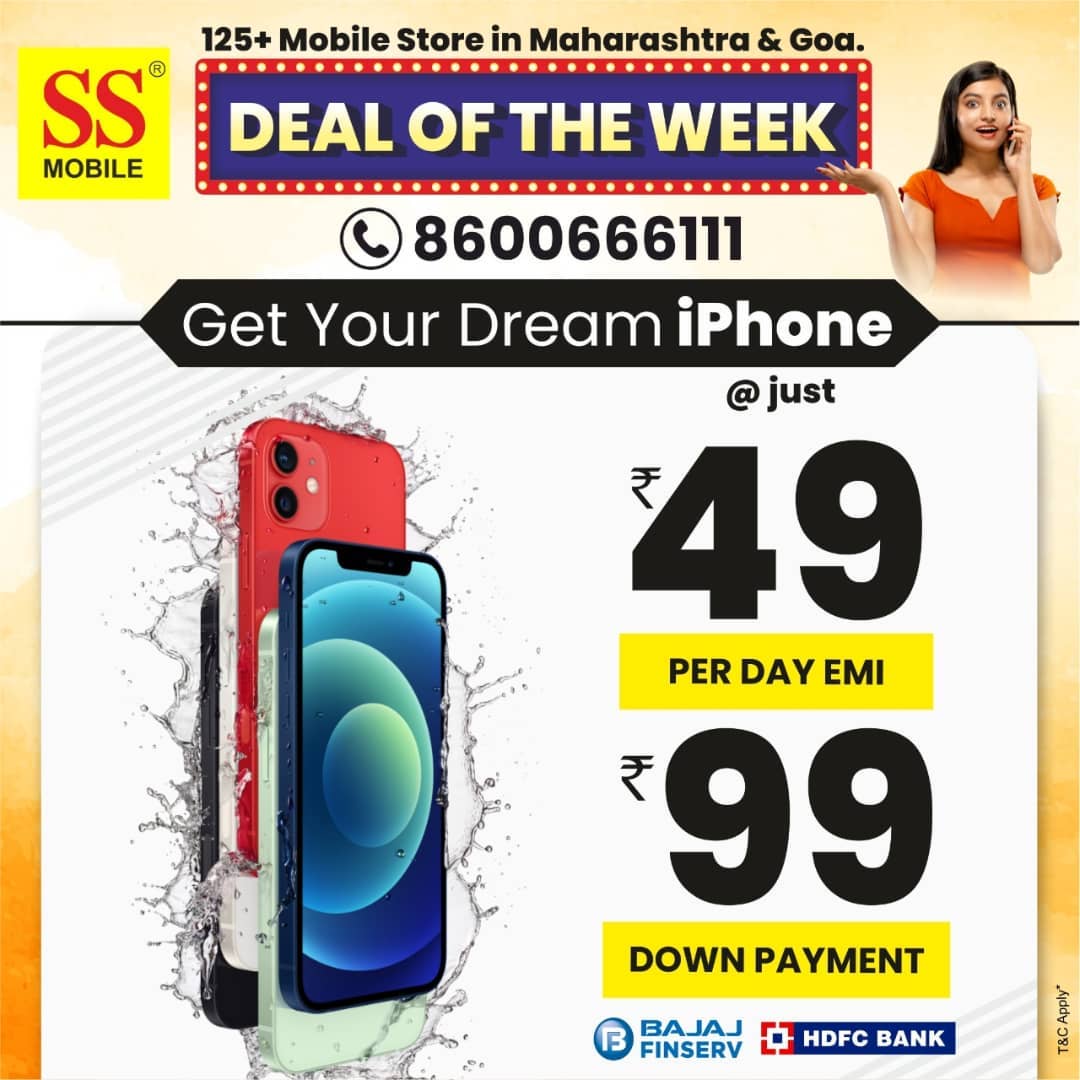 125+ Mobile Store in Maharashtra & Goa.
SS®
MOBILE
DEAL OF THE WEEK
8600666111
Get Your Dream iPhone
@ just
₹49
PER DAY EMI
₹99
DOWN PAYMENT
BAJAJ
FINSERV
HDFC BANK
T&C Apply*